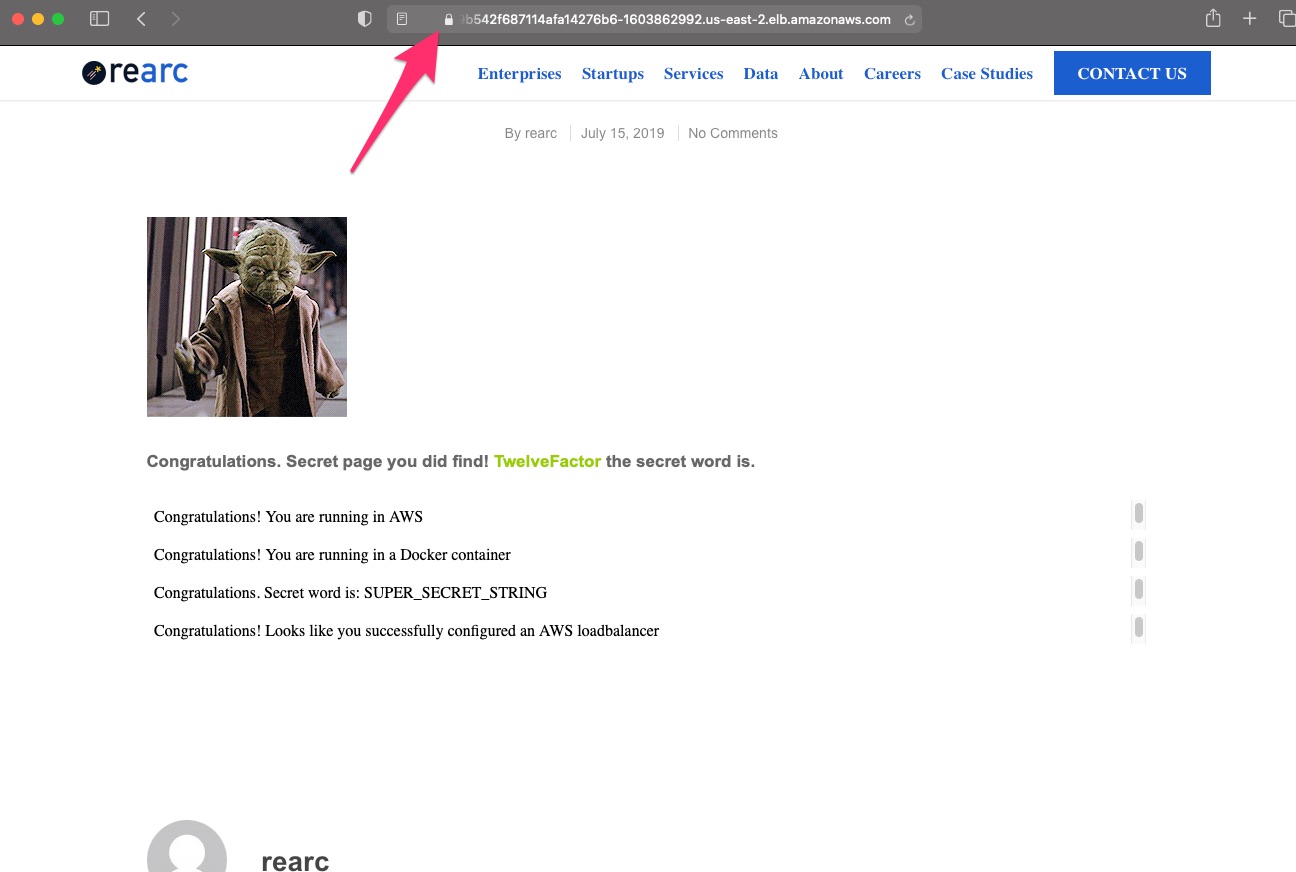 b542f687114afa14276b6-1603862992.us-east-2.elb.amazonaws.com
rearc
Enterprises Startups Services Data About Careers Case Studies CONTACT US
By rearc July 15, 2019 No Comments
Congratulations. Secret page you did find! TwelveFactor the secret word is.
Congratulations! You are running in AWS
Congratulations! You are running in a Docker container
Congratulations. Secret word is: SUPER_SECRET_STRING
Congratulations! Looks like you successfully configured an AWS loadbalancer
rearc